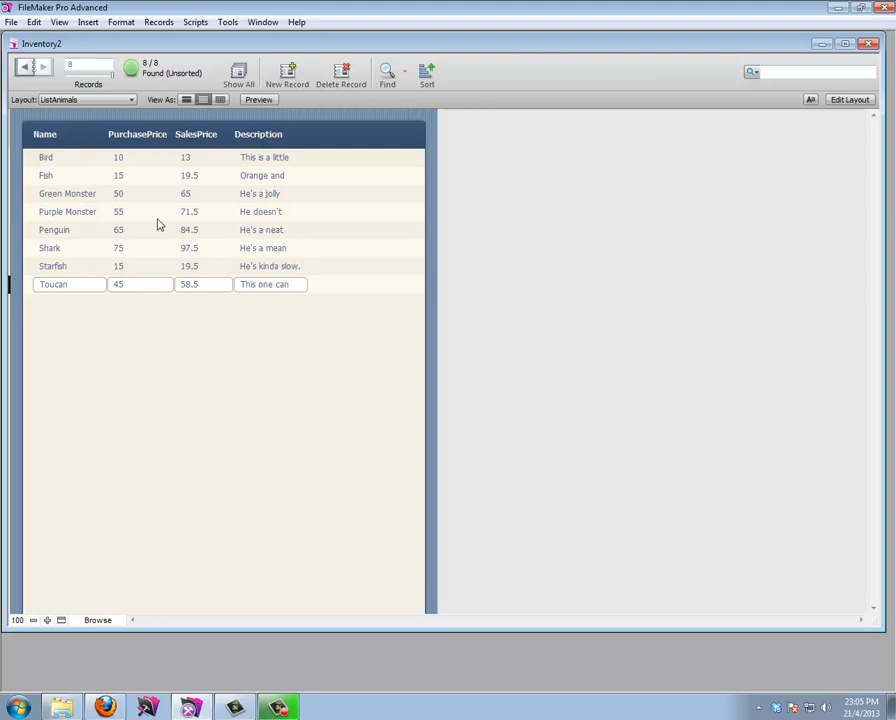 FileMaker Pro Advanced
File Edit View Insert Format Records Scripts Tools Window Help
Inventory2
8
8 / 8
Found (Unsorted)
Records
Show All
New Record
Delete Record
Find
Sort
Layout: ListAnimals
View As:
Preview
Aa
Edit Layout
Name PurchasePrice SalesPrice Description
Bird 10 13 This is a little
Fish 15 19.5 Orange and
Green Monster 50 65 He's a jolly
Purple Monster 55 71.5 He doesn't
Penguin 65 84.5 He's a neat
Shark 75 97.5 He's a mean
Starfish 15 19.5 He's kinda slow.
Toucan 45 58.5 This one can
100
Browse
23:05
21/4/2013